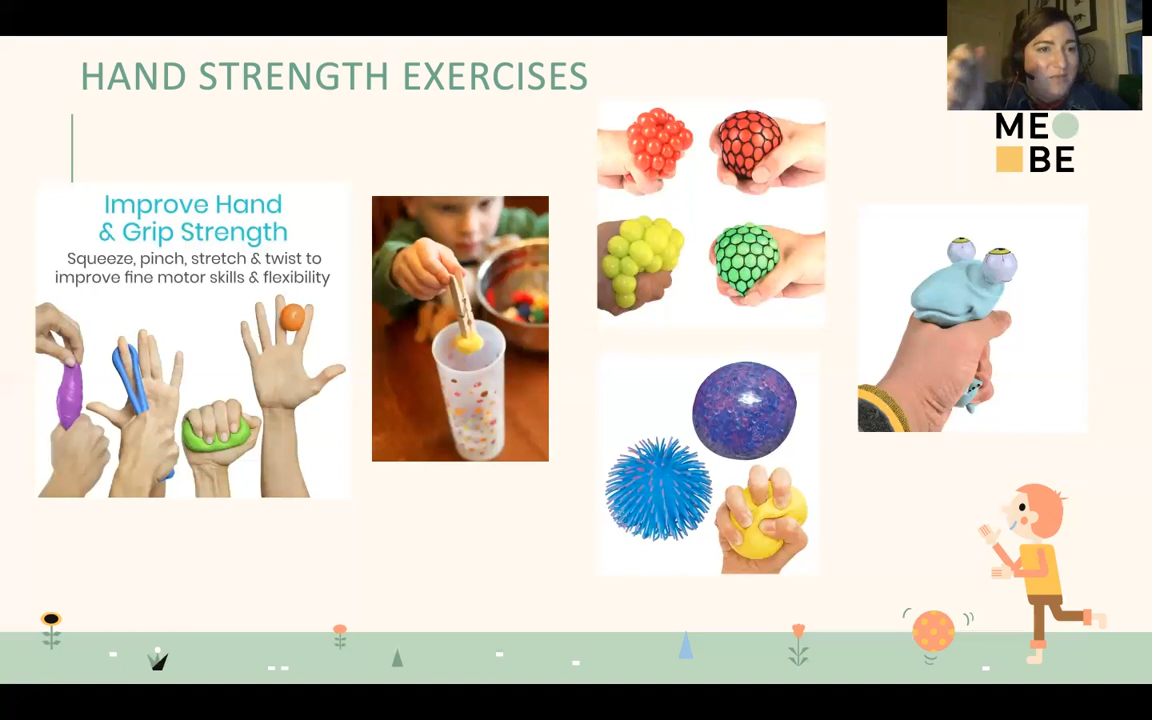 HAND STRENGTH EXERCISES
Improve Hand
& Grip Strength
Squeeze, pinch, stretch & twist to
improve fine motor skills & flexibility
ME
BE